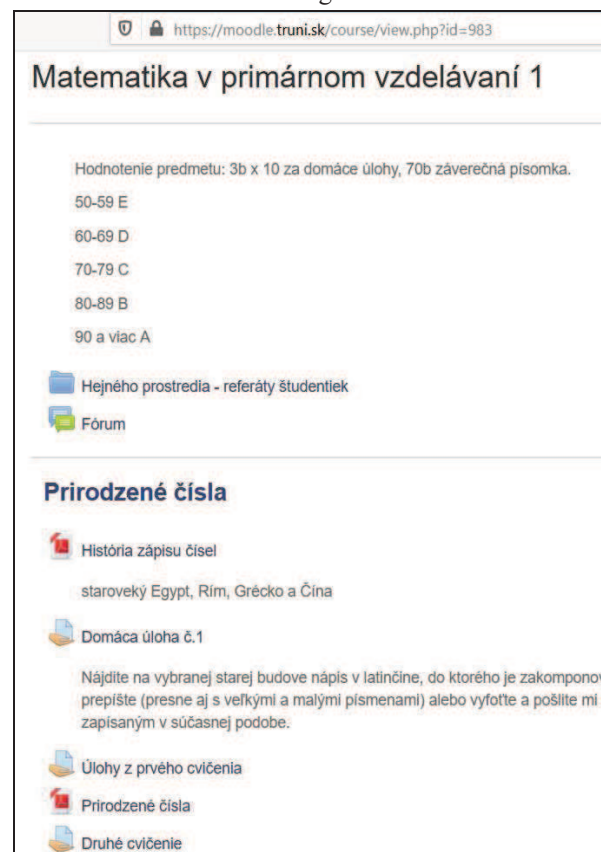 https://moodle.truni.sk/course/view.php?id=983
Matematika v primárnom vzdelávaní 1
Hodnotenie predmetu: 3b x 10 za domáce úlohy, 70b záverečná písomka.
50-59 E
60-69 D
70-79 C
80-89 B
90 a viac A
Hejného prostredia - referáty študentiek
Fórum
Prirodzené čísla
História zápisu čísel
staroveký Egypt, Rím, Grécko a Čína
Domáca úloha č.1
Nájdite na vybranej starej budove nápis v latinčine, do ktorého je zakompono
prepíšte (presne aj s veľkými a malými písmenami) alebo vyfoťte a pošlite mi
zapísaným v súčasnej podobe.
Úlohy z prvého cvičenia
Prirodzené čísla
Druhé cvičenie